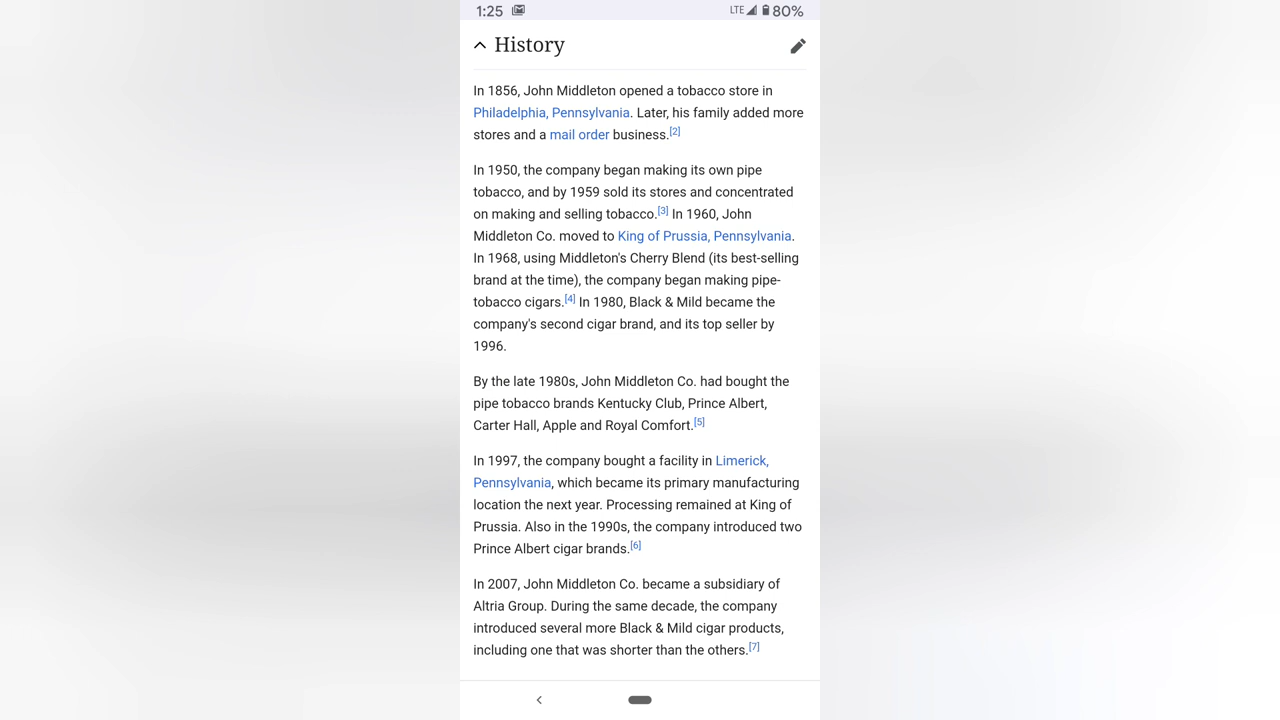 1:25
LTE 80%
History
In 1856, John Middleton opened a tobacco store in
Philadelphia, Pennsylvania. Later, his family added more
stores and a mail order business.[2]
In 1950, the company began making its own pipe
tobacco, and by 1959 sold its stores and concentrated
on making and selling tobacco.[3] In 1960, John
Middleton Co. moved to King of Prussia, Pennsylvania.
In 1968, using Middleton's Cherry Blend (its best-selling
brand at the time), the company began making pipe-
tobacco cigars.[4] In 1980, Black & Mild became the
company's second cigar brand, and its top seller by
1996.
By the late 1980s, John Middleton Co. had bought the
pipe tobacco brands Kentucky Club, Prince Albert,
Carter Hall, Apple and Royal Comfort.[5]
In 1997, the company bought a facility in Limerick,
Pennsylvania, which became its primary manufacturing
location the next year. Processing remained at King of
Prussia. Also in the 1990s, the company introduced two
Prince Albert cigar brands.[6]
In 2007, John Middleton Co. became a subsidiary of
Altria Group. During the same decade, the company
introduced several more Black & Mild cigar products,
including one that was shorter than the others.[7]